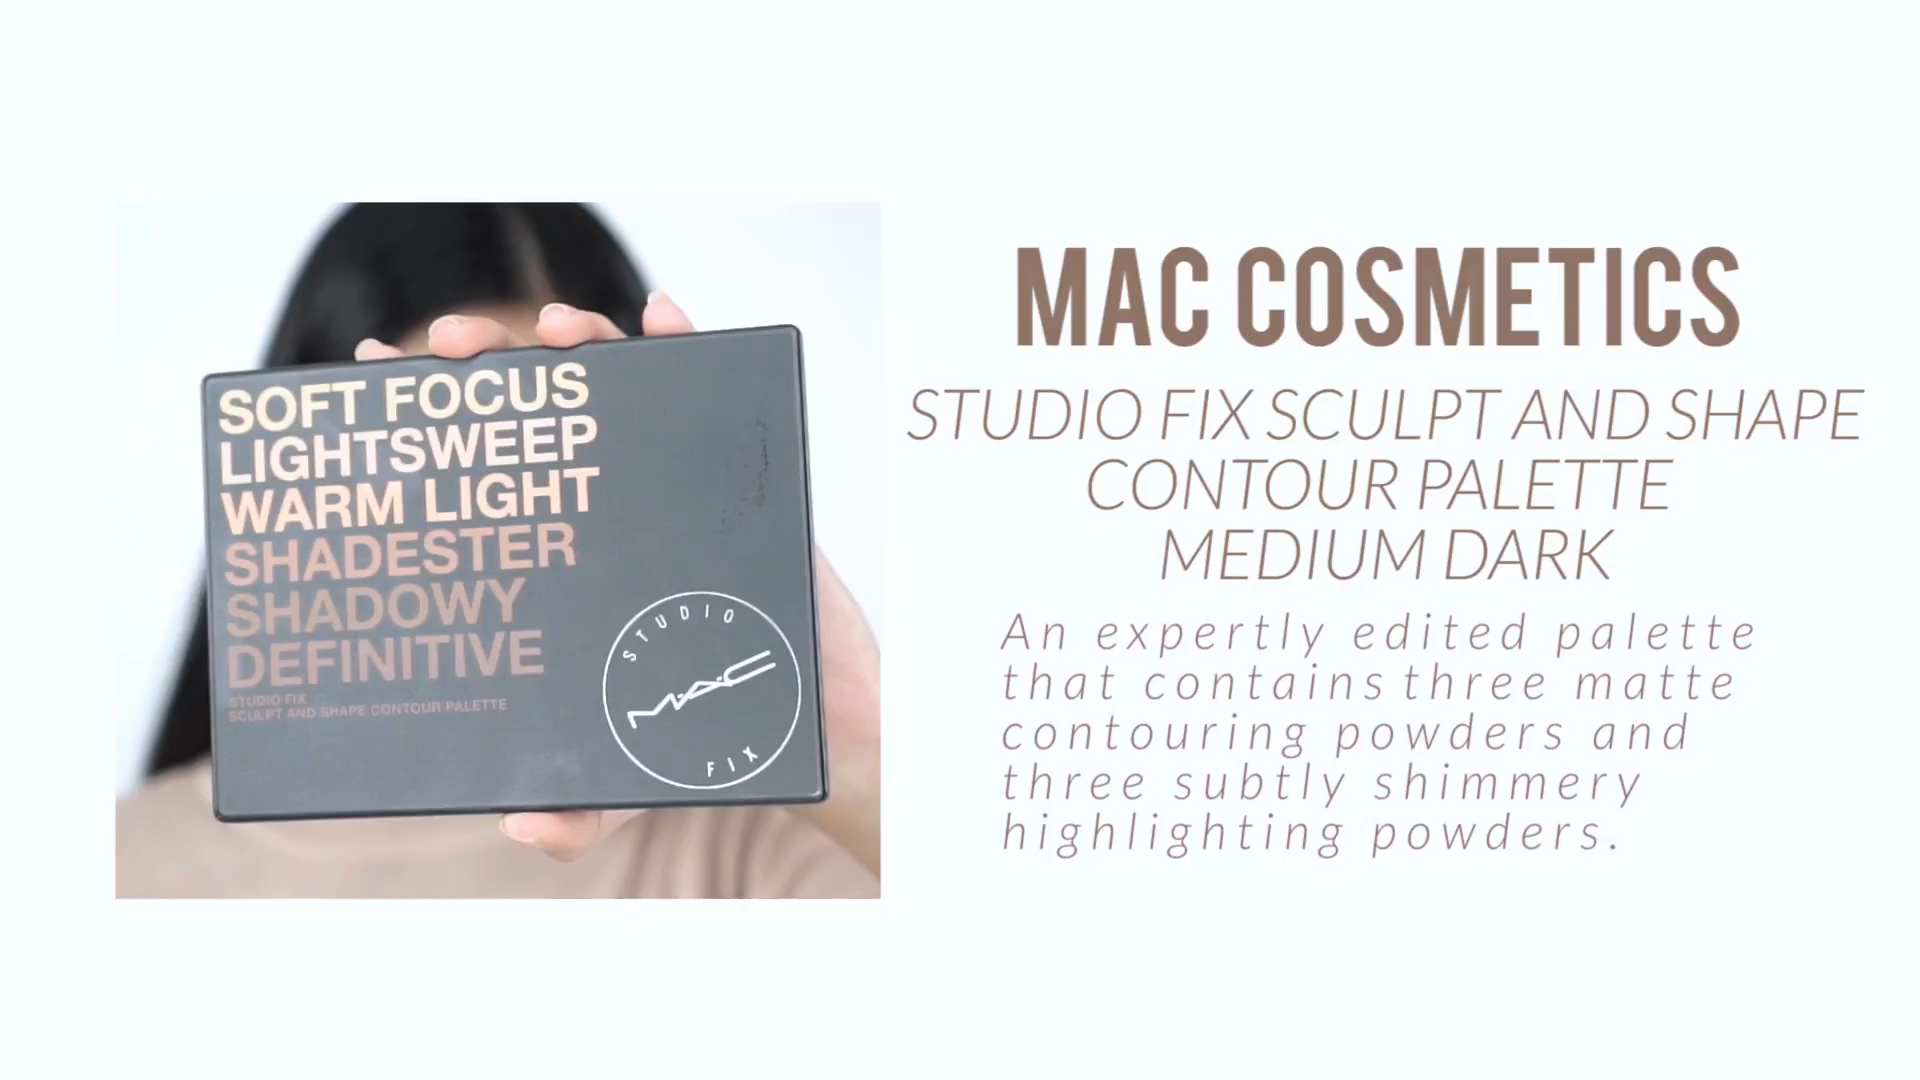 SOFT FOCUS
LIGHTSWEEP
WARM LIGHT
SHADESTER
SHADOWY
DEFINITIVE
STUDIO FIX
SCULPT AND SHAPE CONTOUR PALETTE
STUDIO
MAC
FIX
MAC COSMETICS
STUDIO FIX SCULPT AND SHAPE
CONTOUR PALETTE
MEDIUM DARK
An expertly edited palette
that contains three matte
contouring powders and
three subtly shimmery
highlighting powders.